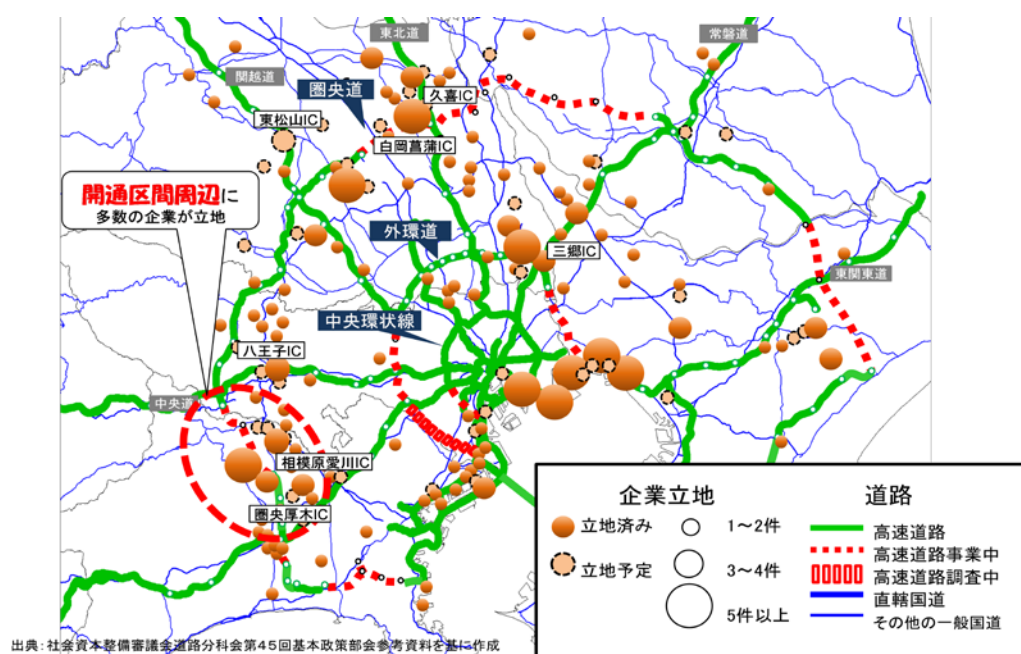 東北道
常磐道
関越道
圏央道
久喜IC
東松山IC
白岡菖蒲IC
開通区間周辺に
多数の企業が立地
外環道
三郷IC
東関東道
中央環状線
八王子IC
中央道
相模原愛川IC
圏央厚木IC
企業立地
道路
立地済み
1～2件
高速道路
高速道路事業中
立地予定
3～4件
高速道路調査中
直轄国道
5件以上
その他の一般国道
出典:社会資本整備審議会道路分科会第45回基本政策部会参考資料を基に作成